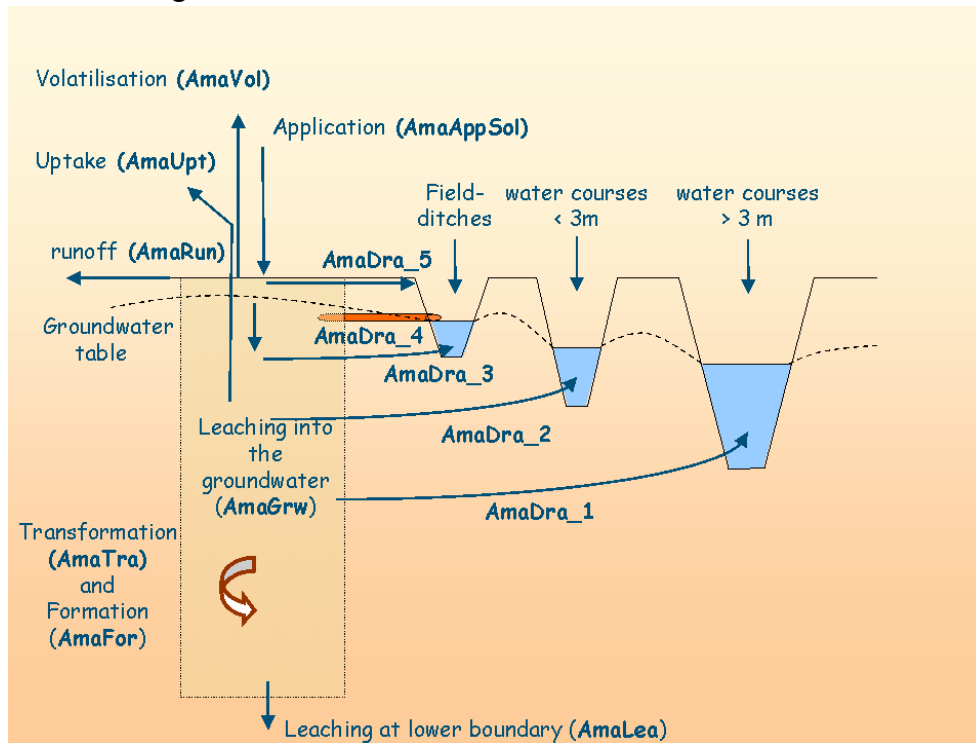 Volatilisation (AmaVol)
Application (AmaAppSol)
Uptake (AmaUpt)
Field-
ditches
water courses
< 3m
water courses
> 3 m
runoff (AmaRun)
AmaDra_5
Groundwater
table
AmaDra_4
AmaDra_3
AmaDra_2
Leaching into
the
groundwater
(AmaGrw)
AmaDra_1
Transformation
(AmaTra)
and
Formation
(AmaFor)
Leaching at lower boundary (AmaLea)